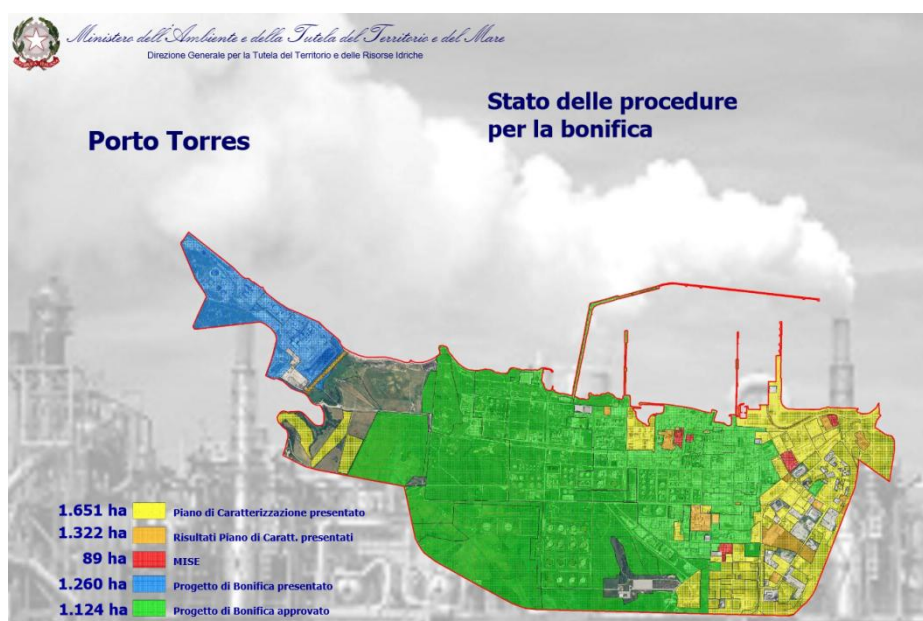 Ministero dell'Ambiente e della Tutela del Territorio e del Mare
Direzione Generale per la Tutela del Territorio e delle Risorse Idriche
Stato delle procedure
per la bonifica
Porto Torres
1.651 ha Piano di Caratterizzazione presentato
1.322 ha Risultati Piano di Caratt. presentati
89 ha MISE
1.260 ha Progetto di Bonifica presentato
1.124 ha Progetto di Bonifica approvato